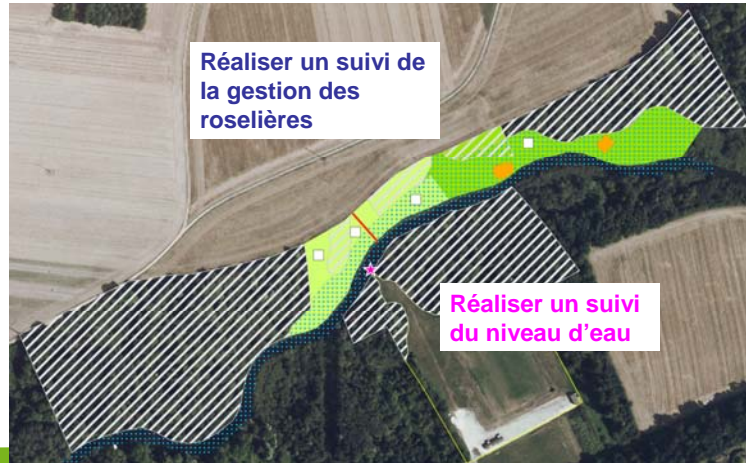 Réaliser un suivi de
la gestion des
roselières
Réaliser un suivi
du niveau d'eau